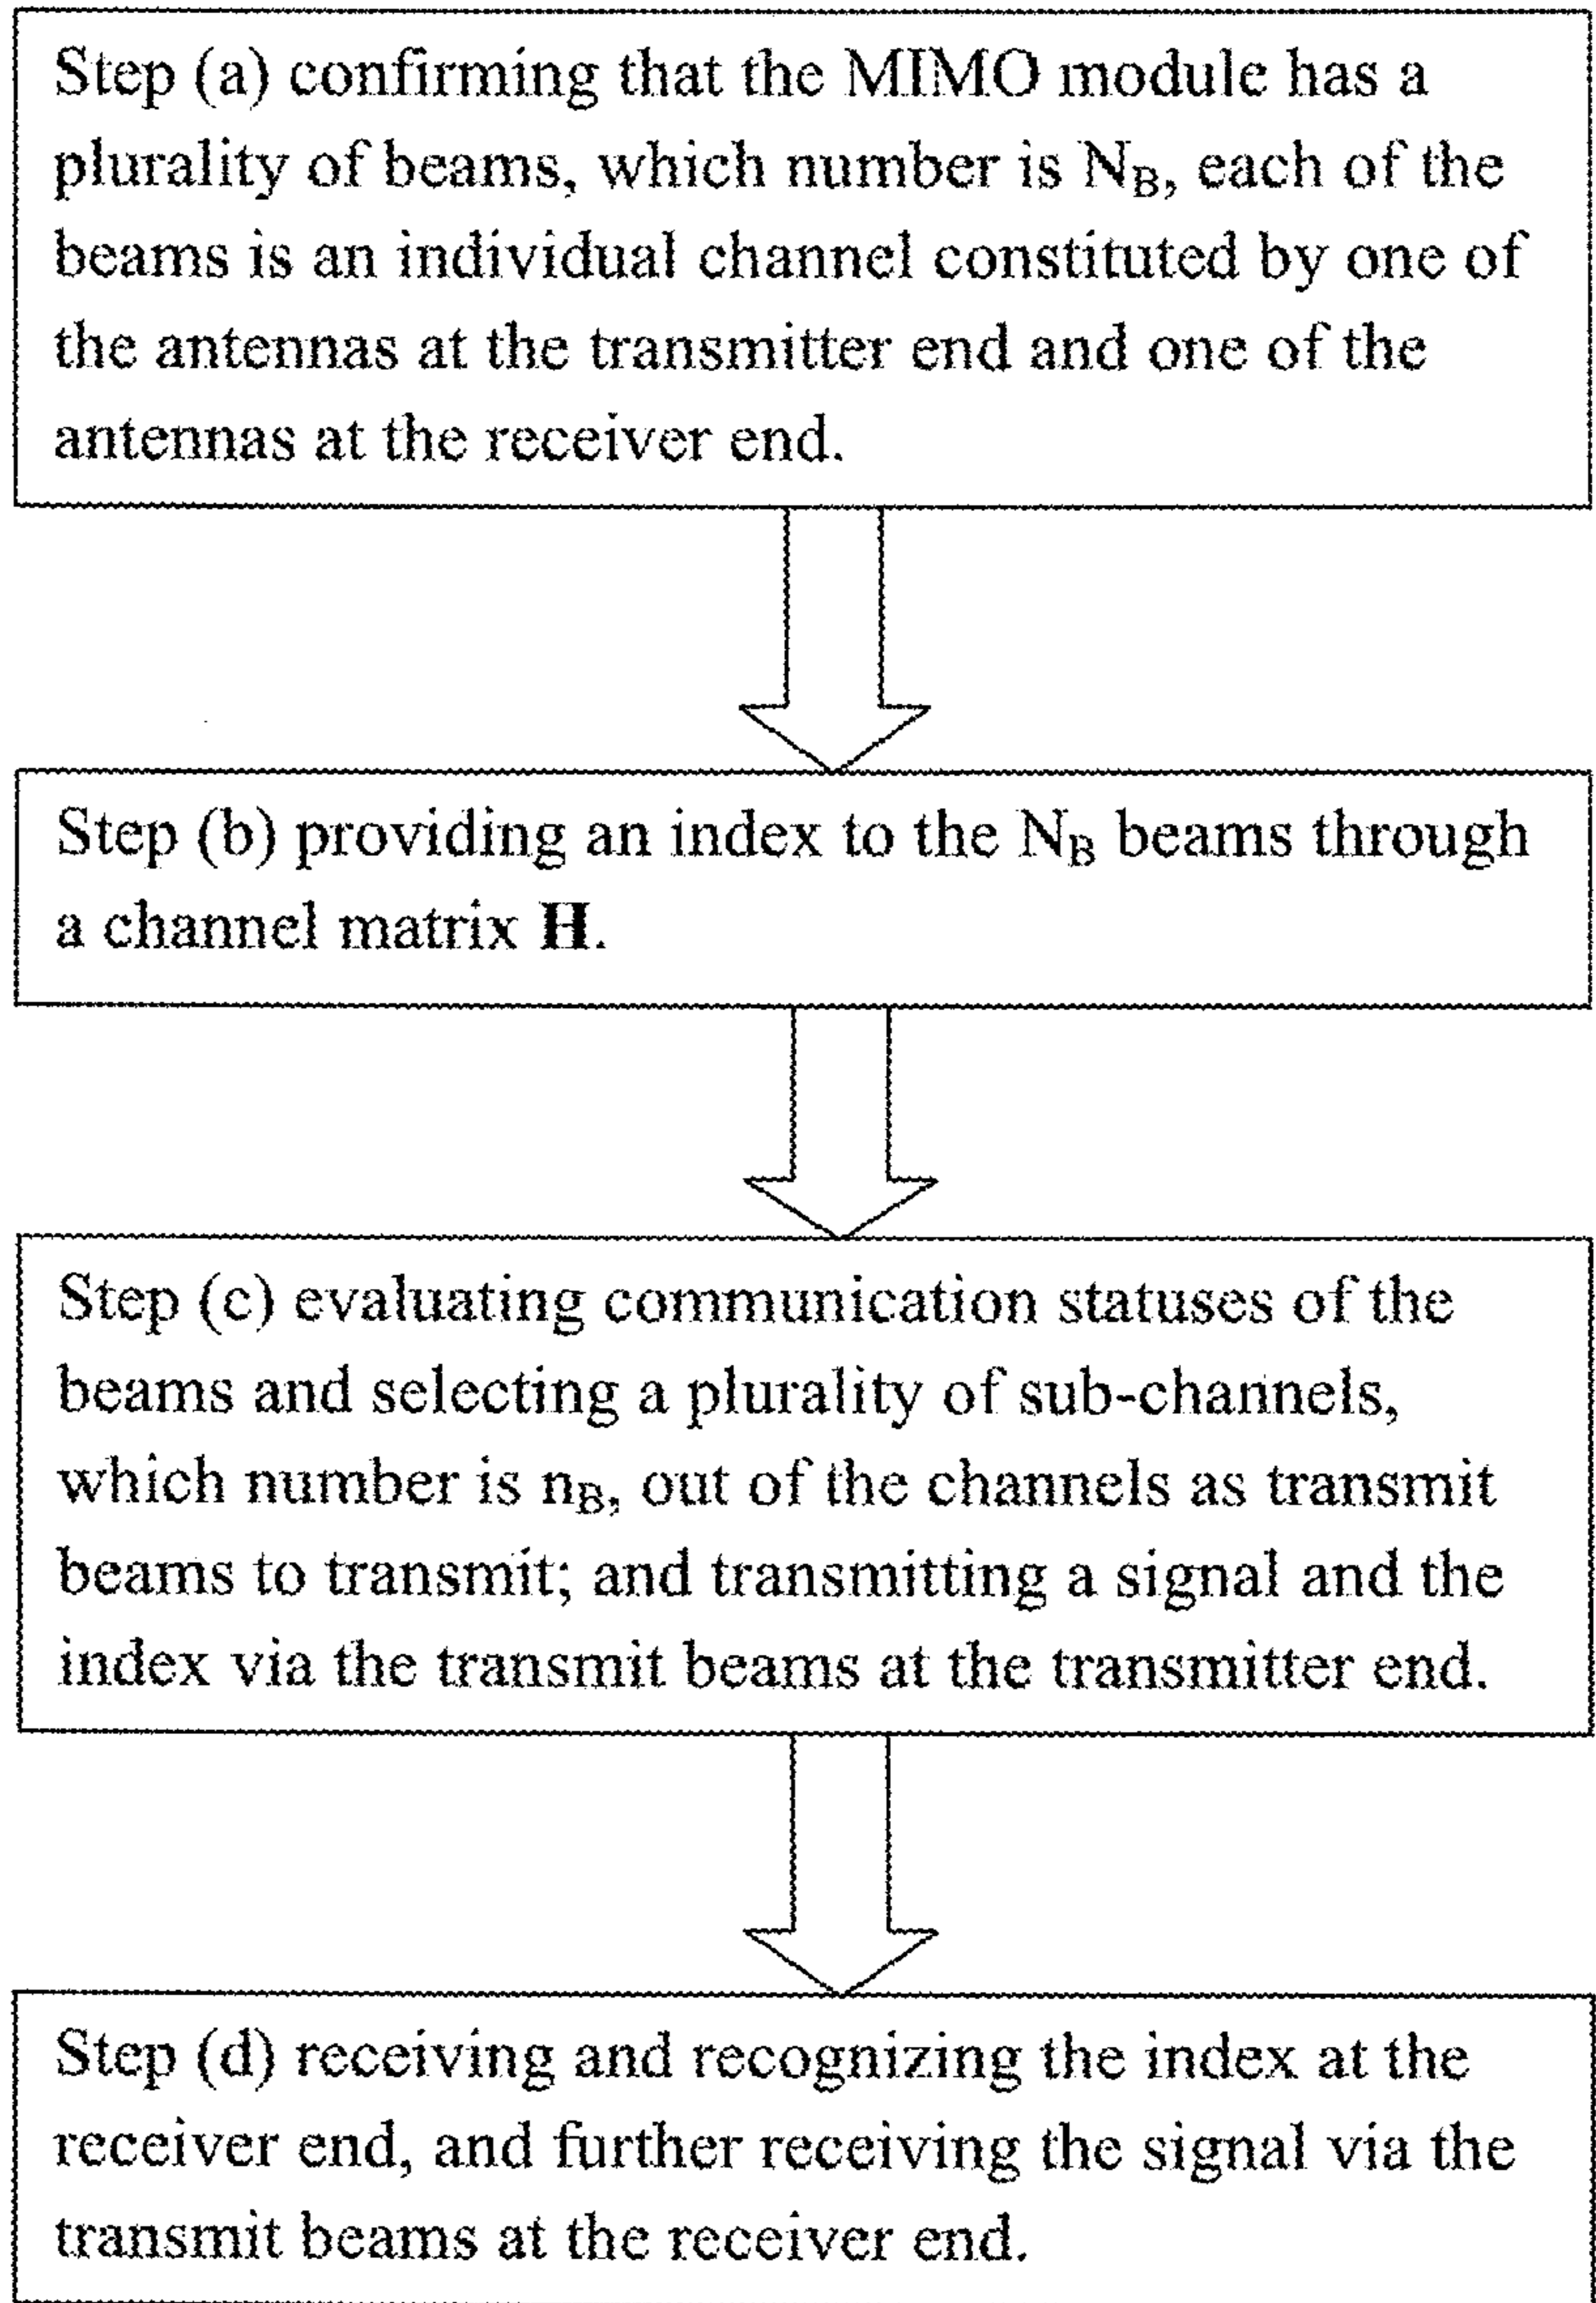 Step (a) confirming that the MIMO module has a
plurality of beams, which number is N_B, each of the
beams is an individual channel constituted by one of
the antennas at the transmitter end and one of the
antennas at the receiver end.
Step (b) providing an index to the N_B beams through
a channel matrix H.
Step (c) evaluating communication statuses of the
beams and selecting a plurality of sub-channels,
which number is n_B, out of the channels as transmit
beams to transmit; and transmitting a signal and the
index via the transmit beams at the transmitter end.
Step (d) receiving and recognizing the index at the
receiver end, and further receiving the signal via the
transmit beams at the receiver end.